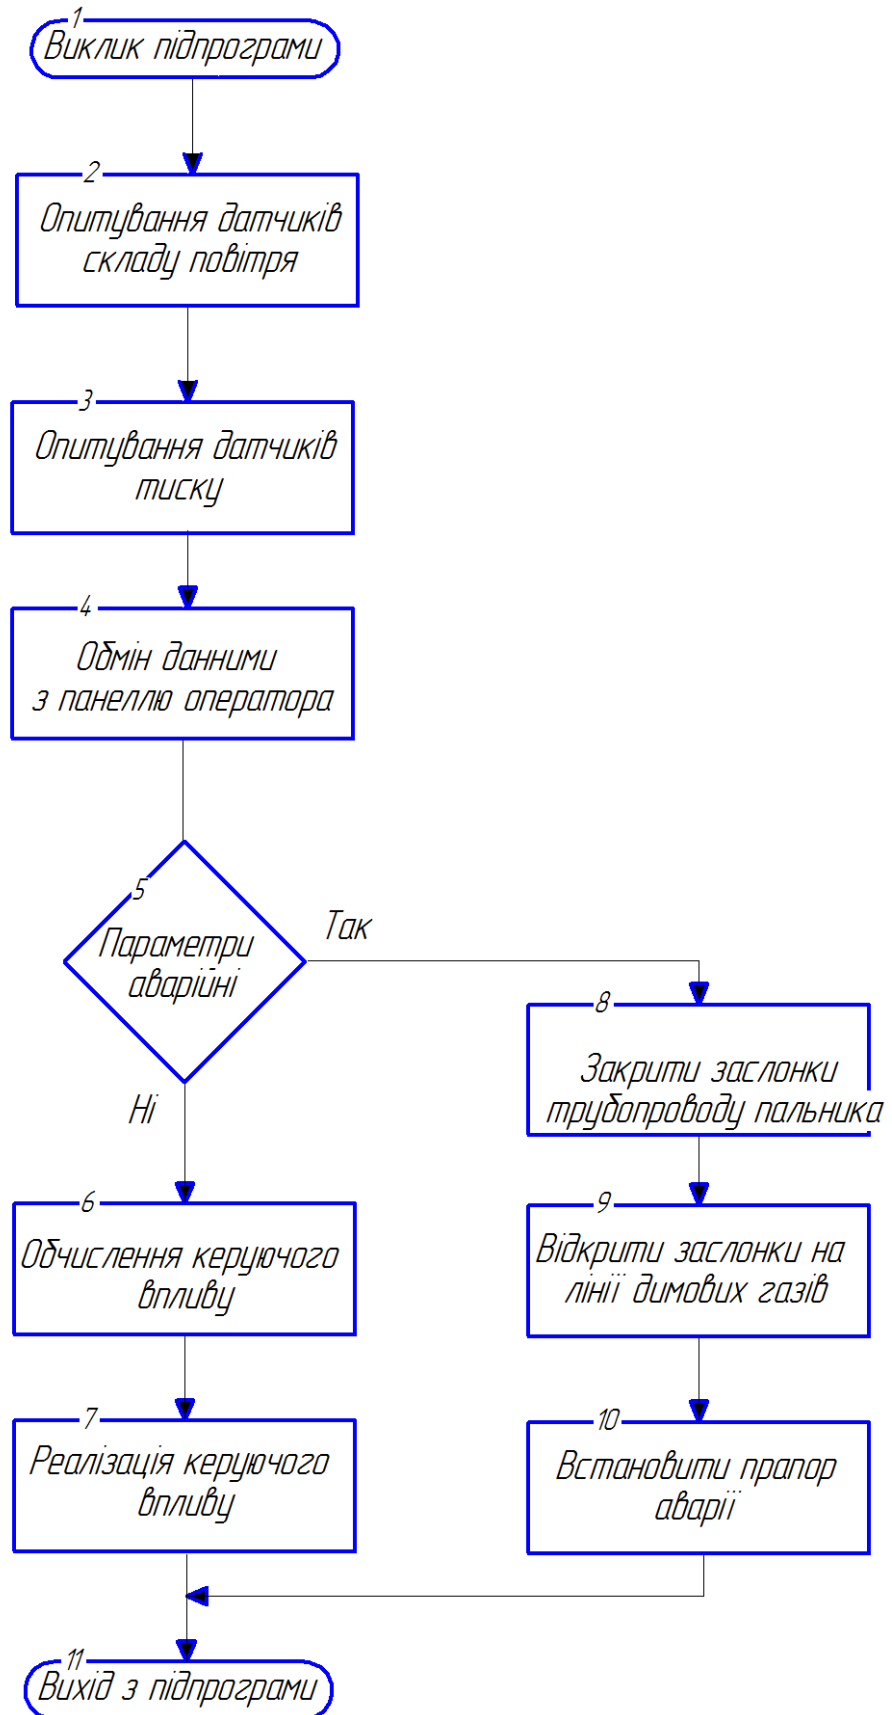 1
Виклик підпрограми
2
Опитування датчиків
складу повітря
3
Опитування датчиків
тиску
4
Обмін данними
з панеллю оператора
5
Параметри
аварійні
Так
Ні
6
Обчислення керуючого
впливу
7
Реалізація керуючого
впливу
8
Закрити заслонки
трубопроводу пальника
9
Відкрити заслонки на
лінії димових газів
10
Встановити прапор
аварії
11
Вихід з підпрограми